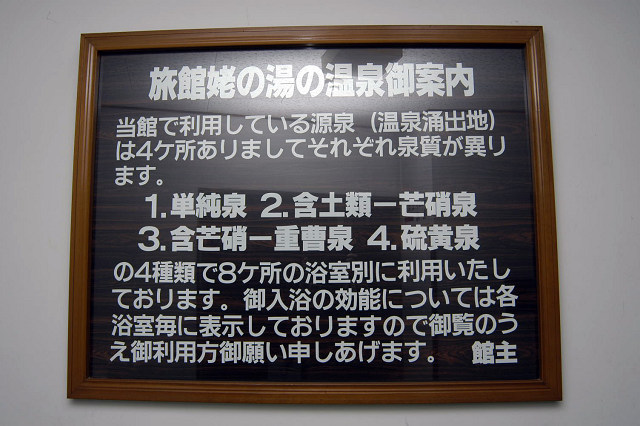 旅館姥の湯の温泉御案内
当館で利用している源泉（温泉涌出地）
は4ケ所ありましてそれぞれ泉質が異り
ます。
1.単純泉 2.含土類ー芒硝泉
3.含芒硝ー重曹泉 4.硫黄泉
の4種類で8ケ所の浴室別に利用いたし
ております。御入浴の効能については各
浴室毎に表示しておりますので御覧のう
え御利用方御願い申しあげます。 館主